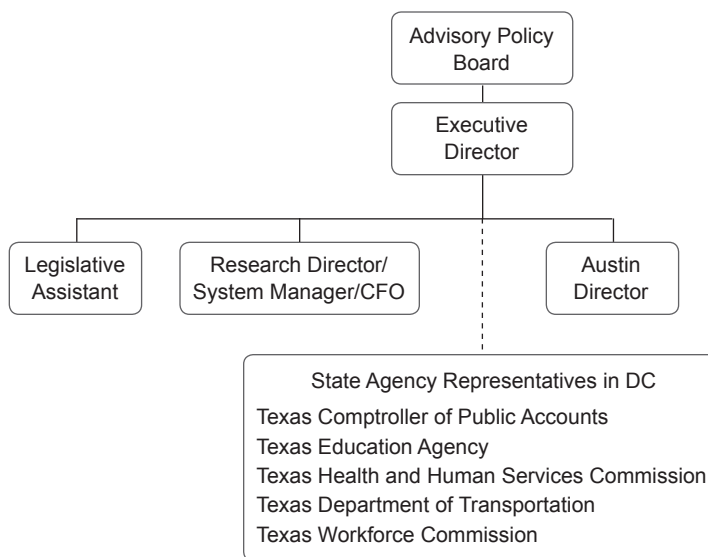 Advisory Policy
Board
Executive
Director
Legislative
Assistant
Research Director/
System Manager/CFO
Austin
Director
State Agency Representatives in DC
Texas Comptroller of Public Accounts
Texas Education Agency
Texas Health and Human Services Commission
Texas Department of Transportation
Texas Workforce Commission